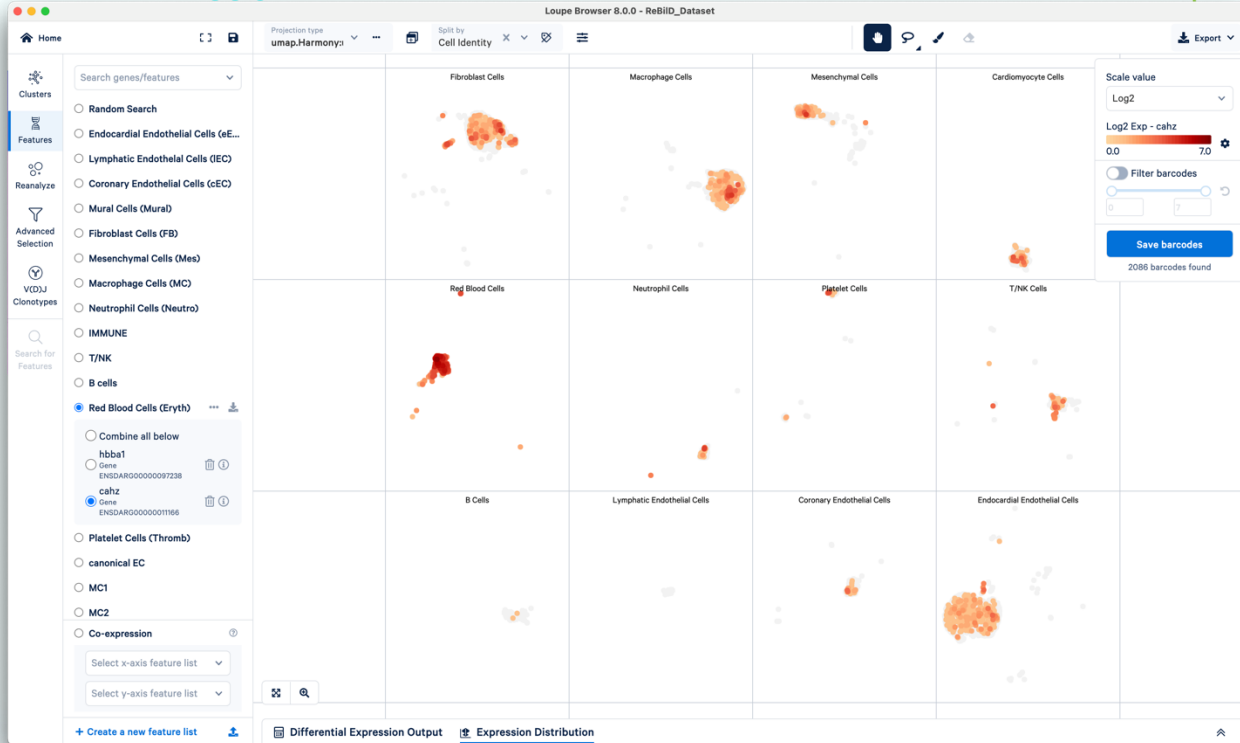 Loupe Browser 8.0.0 - ReBilD_Dataset
Home
Projection type
umap.Harmony:r
Split by
Cell Identity
Export
Clusters
Features
Reanalyze
Advanced
Selection
V(D)J
Clonotypes
Search for
Features
Search genes/features
Random Search
Endocardial Endothelial Cells (eE...
Lymphatic Endothelal Cells (lEC)
Coronary Endothelial Cells (cEC)
Mural Cells (Mural)
Fibroblast Cells (FB)
Mesenchymal Cells (Mes)
Macrophage Cells (MC)
Neutrophil Cells (Neutro)
IMMUNE
T/NK
B cells
Red Blood Cells (Eryth)
Combine all below
hbba1
Gene
ENSDARG00000097238
cahz
Gene
ENSDARG00000011166
Platelet Cells (Thromb)
canonical EC
MC1
MC2
Co-expression
Select x-axis feature list
Select y-axis feature list
+ Create a new feature list
Fibroblast Cells
Macrophage Cells
Mesenchymal Cells
Cardiomyocyte Cells
Red Blood Cells
Neutrophil Cells
Platelet Cells
T/NK Cells
B Cells
Lymphatic Endothelial Cells
Coronary Endothelial Cells
Endocardial Endothelial Cells
Scale value
Log2
Log2 Exp - cahz
0.0 7.0
Filter barcodes
0 7
Save barcodes
2086 barcodes found
Differential Expression Output
Expression Distribution